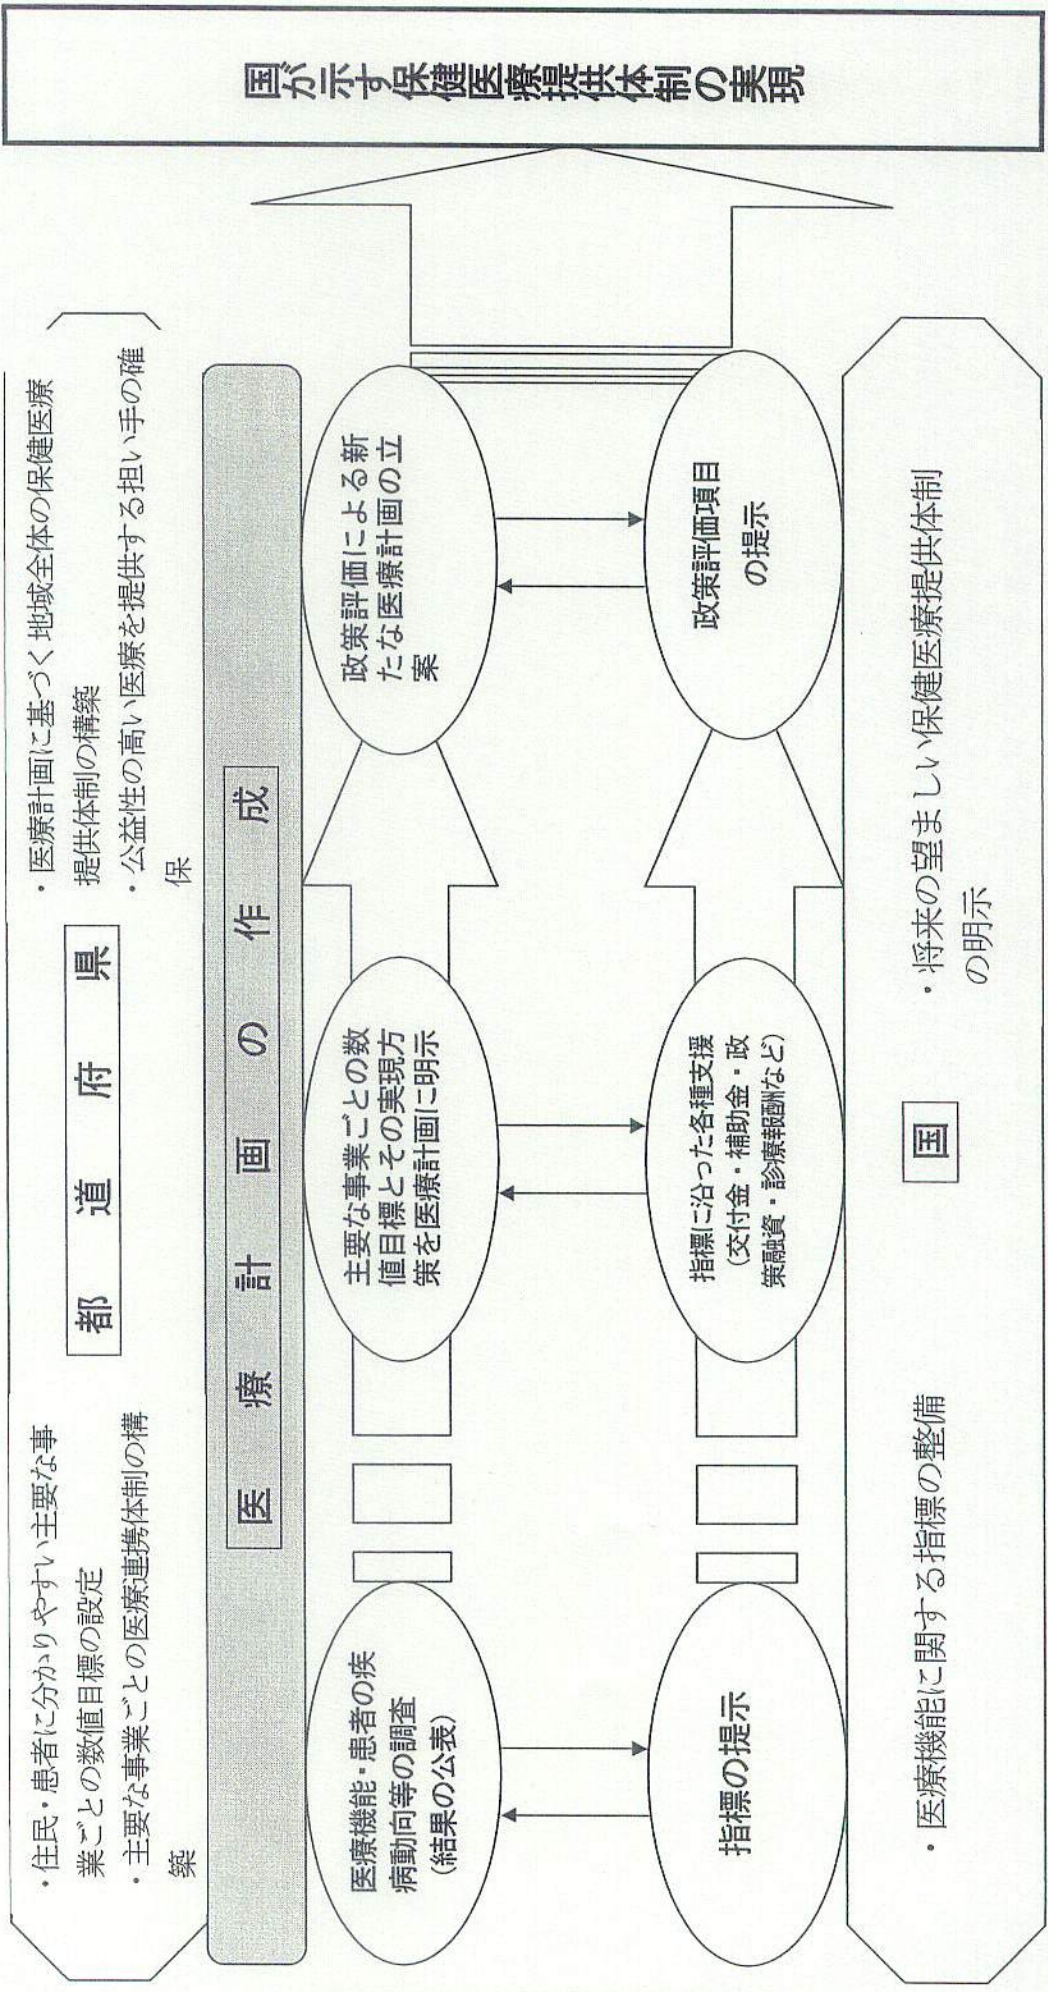 ・住民・患者に分かりやすい主要な事
業ごとの数値目標の設定
・主要な事業ごとの医療連携体制の構
築
都道府県
・医療計画に基づく地域全体の保健医療
提供体制の構築
・公益性の高い医療を提供する担い手の確
保
医療計画の作成
医療機能・患者の疾
病動向等の調査
（結果の公表）
主要な事業ごとの数
値目標とその実現方
策を医療計画に明示
政策評価による新
たな医療計画の立
案
指標の提示
指標に沿った各種支援
（交付金・補助金・政
策融資・診療報酬など）
政策評価項目
の提示
・医療機能に関する指標の整備
国
・将来の望ましい保健医療提供体制
の明示
国が示す保健医療提供体制の実現